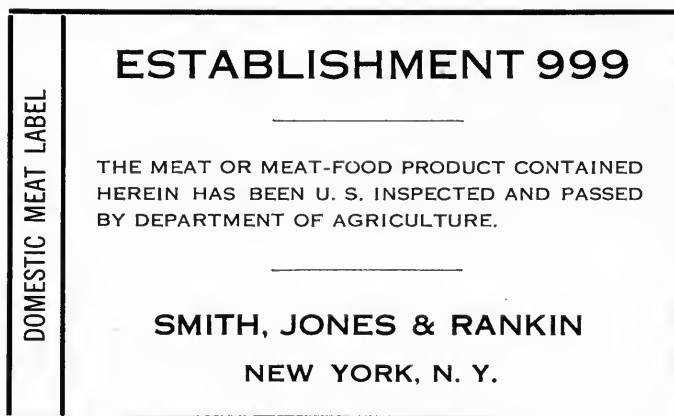 DOMESTIC MEAT LABEL
ESTABLISHMENT 999
THE MEAT OR MEAT-FOOD PRODUCT CONTAINED
HEREIN HAS BEEN U. S. INSPECTED AND PASSED
BY DEPARTMENT OF AGRICULTURE.
SMITH, JONES & RANKIN
NEW YORK, N. Y.